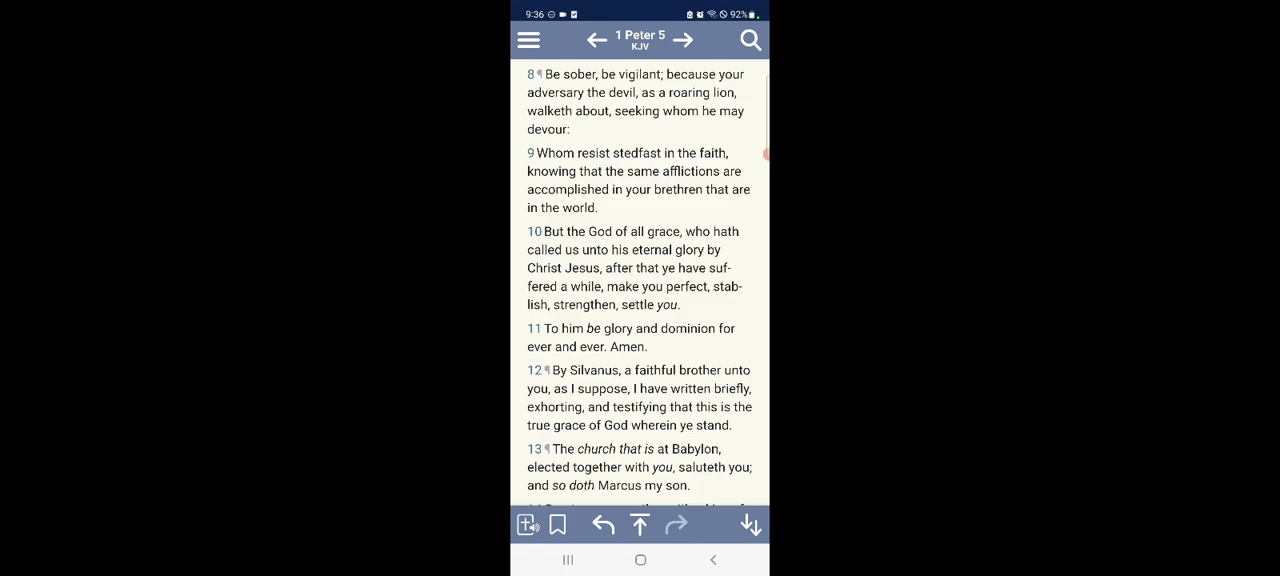 9:36 92%
1 Peter 5
KJV
8 ¶ Be sober, be vigilant; because your
adversary the devil, as a roaring lion,
walketh about, seeking whom he may
devour:
9 Whom resist stedfast in the faith,
knowing that the same afflictions are
accomplished in your brethren that are
in the world.
10 But the God of all grace, who hath
called us unto his eternal glory by
Christ Jesus, after that ye have suf-
fered a while, make you perfect, stab-
lish, strengthen, settle you.
11 To him be glory and dominion for
ever and ever. Amen.
12 ¶ By Silvanus, a faithful brother unto
you, as I suppose, I have written briefly,
exhorting, and testifying that this is the
true grace of God wherein ye stand.
13 ¶ The church that is at Babylon,
elected together with you, saluteth you;
and so doth Marcus my son.